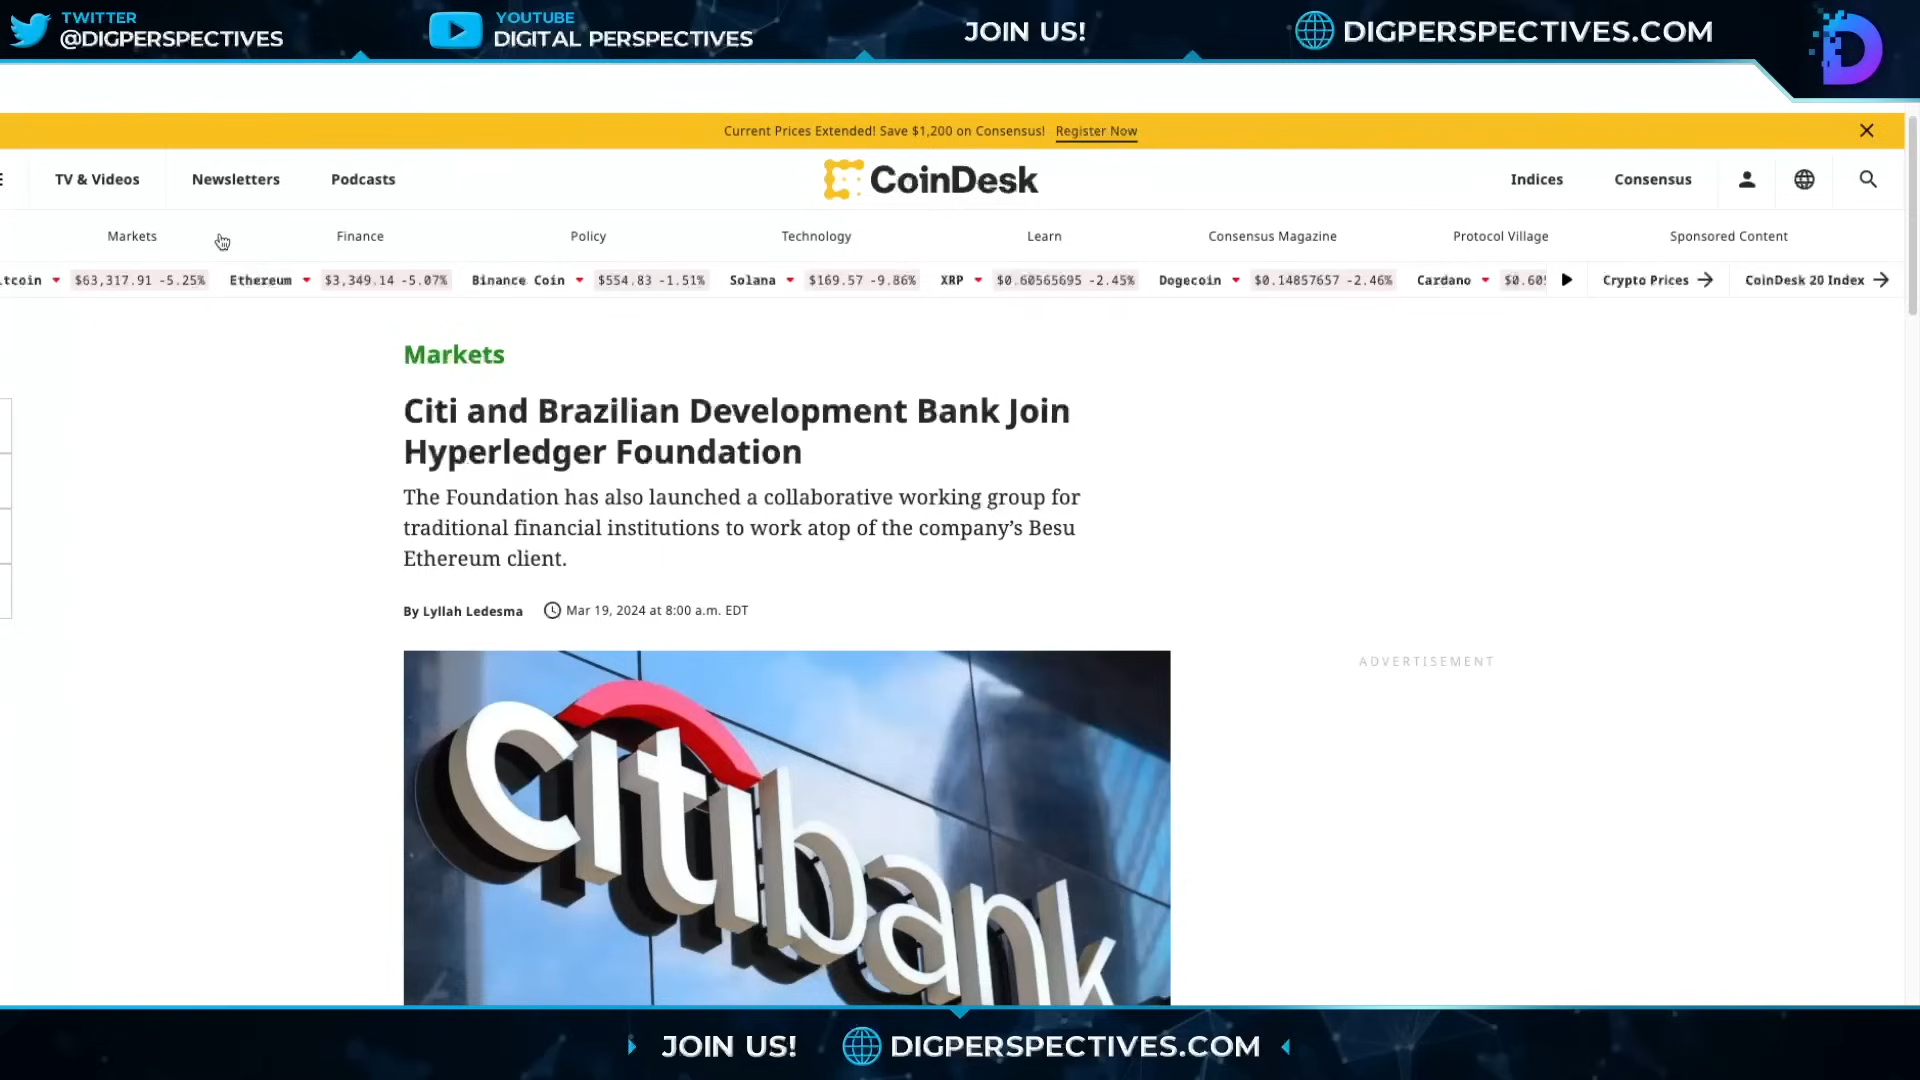 TWITTER
@DIGPERSPECTIVES
YOUTUBE
DIGITAL PERSPECTIVES
JOIN US!
DIGPERSPECTIVES.COM
Current Prices Extended! Save $1,200 on Consensus! Register Now
TV & Videos Newsletters Podcasts CoinDesk Indices Consensus
Markets Finance Policy Technology Learn Consensus Magazine Protocol Village Sponsored Content
tcoin $63,317.91 -5.25% Ethereum $3,349.14 -5.07% Binance Coin $554.83 -1.51% Solana $169.57 -9.86% XRP $0.60565695 -2.45% Dogecoin $0.14857657 -2.46% Cardano $0.60 Crypto Prices CoinDesk 20 Index
Markets
Citi and Brazilian Development Bank Join
Hyperledger Foundation
The Foundation has also launched a collaborative working group for
traditional financial institutions to work atop of the company’s Besu
Ethereum client.
By Lyllah Ledesma Mar 19, 2024 at 8:00 a.m. EDT
ADVERTISEMENT
citibank
JOIN US! DIGPERSPECTIVES.COM